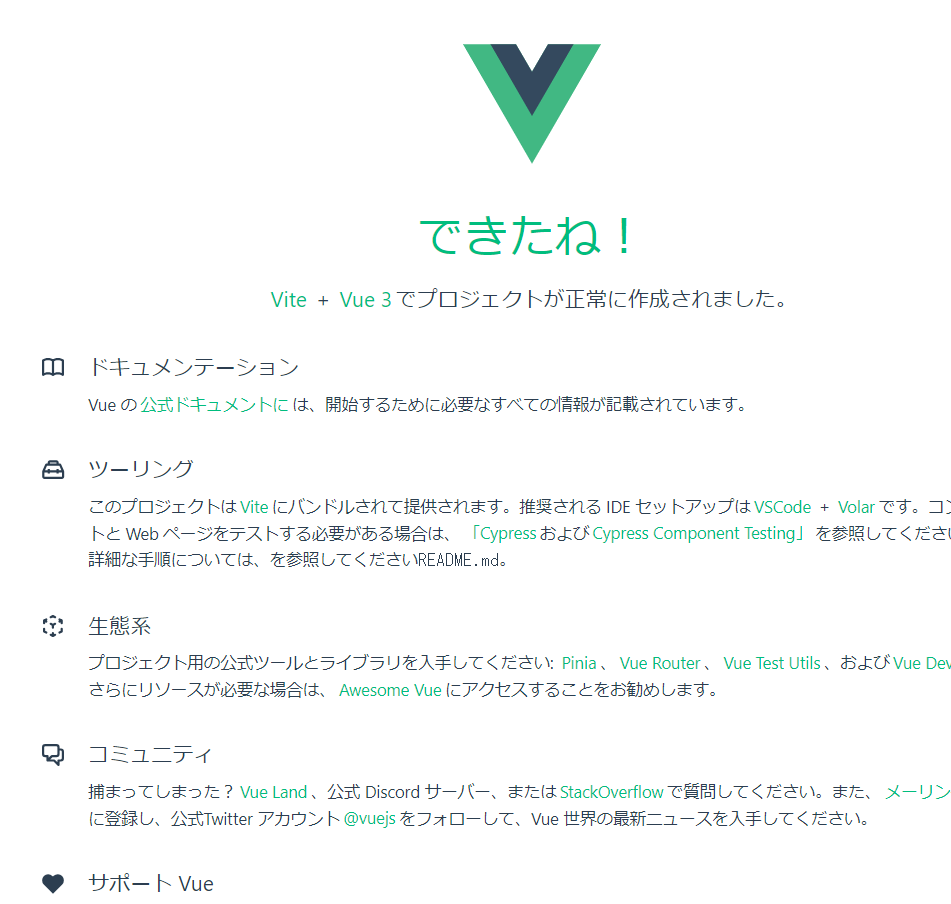 できたね！
Vite + Vue 3 でプロジェクトが正常に作成されました。
ドキュメンテーション
Vue の 公式ドキュメントに は、開始するために必要なすべての情報が記載されています。
ツーリング
このプロジェクトは Vite にバンドルされて提供されます。推奨される IDE セットアップは VSCode + Volar です。コン
トと Web ページをテストする必要がある場合は、 「Cypress および Cypress Component Testing」 を参照してくださ
詳細な手順については、を参照してくださいREADME.md。
生態系
プロジェクト用の公式ツールとライブラリを入手してください: Pinia 、 Vue Router 、 Vue Test Utils 、および Vue Dev
さらにリソースが必要な場合は、 Awesome Vue にアクセスすることをお勧めします。
コミュニティ
捕まってしまった？ Vue Land 、公式 Discord サーバー、または StackOverflow で質問してください。また、 メーリン
に登録し、公式Twitter アカウント @vuejs をフォローして、Vue 世界の最新ニュースを入手してください。
サポート Vue